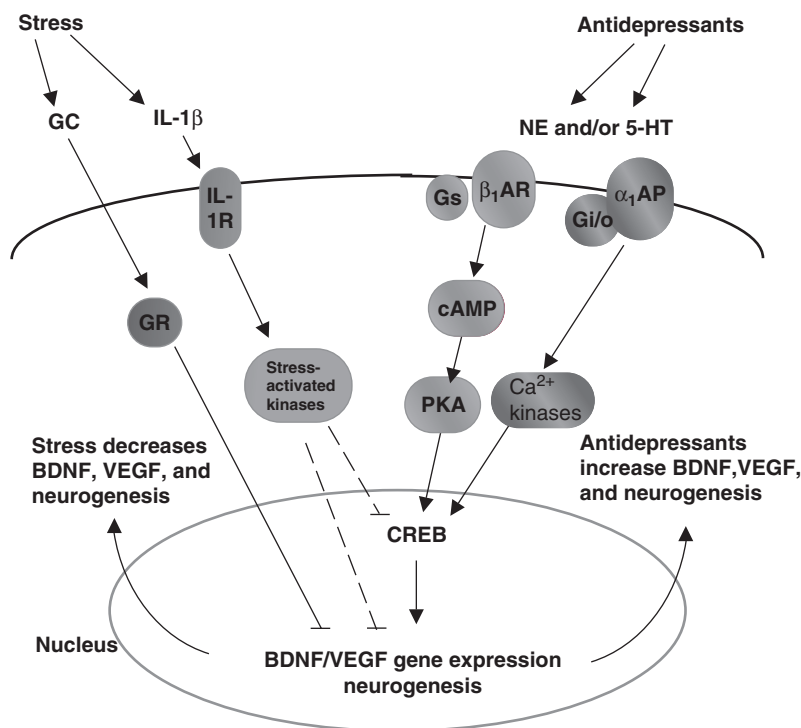 Stress
Antidepressants
GC
IL-1β
NE and/or 5-HT
IL-
1R
Gs
β₁AR
Gi/o
α₁AP
GR
cAMP
Stress-
activated
kinases
PKA
Ca²⁺
kinases
Stress decreases
BDNF, VEGF, and
neurogenesis
Antidepressants
increase BDNF,VEGF,
and neurogenesis
CREB
Nucleus
BDNF/VEGF gene expression
neurogenesis